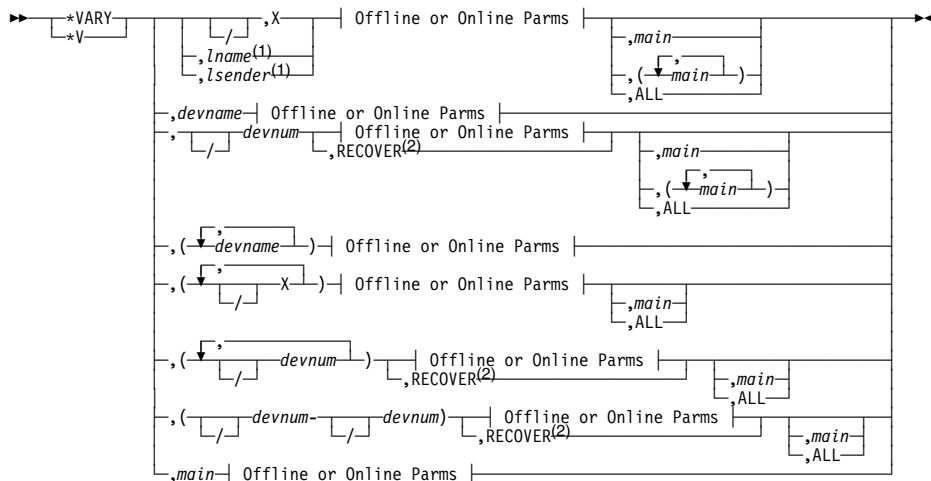 *VARY ,X Offline or Online Parms
*V / ,main
,lname(1) ,
,lsender(1) ,( main )
,ALL
,devname Offline or Online Parms
, devnum Offline or Online Parms
/ ,RECOVER(2) ,main
,
,( main )
,ALL
,
,( devname ) Offline or Online Parms
,
,( X ) Offline or Online Parms
/ ,main
,ALL
,
,( devnum ) Offline or Online Parms
/ ,RECOVER(2) ,main
,ALL
,( devnum- devnum) Offline or Online Parms
/ / ,RECOVER(2) ,main
,ALL
,main Offline or Online Parms